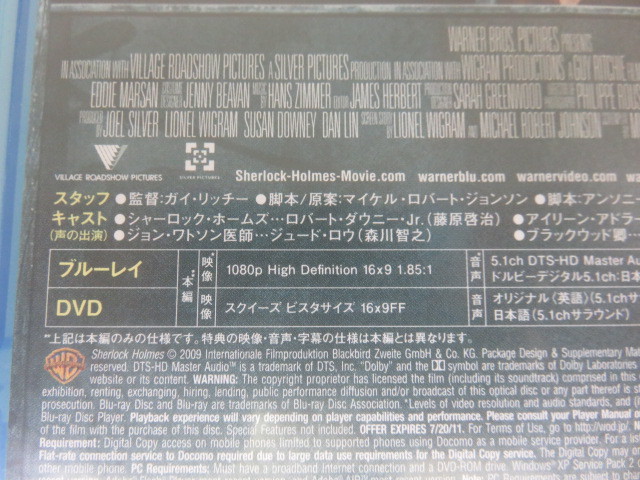 WARNER BROS. PICTURES PRESENTS
IN ASSOCIATION WITH VILLAGE ROADSHOW PICTURES A SILVER PICTURES PRODUCTION IN ASSOCIATION WITH WIGRAM PRODUCTIONS A GUY RITCHIE
EDDIE MARSAN JENNY BEAVAN MUSIC BY HANS ZIMMER EDITOR JAMES HERBERT SARAH GREENWOOD PHILIPPE
JOEL SILVER LIONEL WIGRAM SUSAN DOWNEY DAN LIN LIONEL WIGRAM AND MICHAEL ROBERT JOHNSON
VILLAGE ROADSHOW PICTURES SILVER PICTURES Sherlock-Holmes-Movie.com warnerblu.com warnervideo.com warner
スタッフ ●監督:ガイ・リッチー ●脚本/原案:マイケル・ロバート・ジョンソン ●脚本:アンソニー
キャスト ●シャーロック・ホームズ…ロバート・ダウニー・Jr.(藤原啓治) ●アイリーン・アドラ
(声の出演) ●ジョン・ワトソン医師…ジュード・ロウ(森川智之) ●ブラックウッド卿…
ブルーレイ *本編 *映像 1080p High Definition 16x9 1.85:1 *音声 5.1ch DTS-HD Master Au
ドルビーデジタル5.1ch:日本
DVD 映像 スクイーズ ビスタサイズ 16x9FF 音声 オリジナル(英語)(5.1chサ
日本語(5.1chサラウンド)
*上記は本編のみの仕様です。特典の映像・音声・字幕の仕様は本編とは異なります。
WB Sherlock Holmes © 2009 Internationale Filmproduktion Blackbird Zweite GmbH & Co. KG. Package Design & Supplementary Mat
reserved. DTS-HD Master Audio™ is a trademark of DTS, Inc. "Dolby" and the symbol are trademarks of Dolby Laboratories
website or its content. WARNING: The copyright proprietor has licensed the film (including its soundtrack) comprised in this
exhibition, renting, exchanging, hiring, lending, public diffusion and/or broadcast of this optical disc or any part thereof is
prosecution. Blu-ray Disc and Blu-ray are trademarks of Blu-ray Disc Association. *Levels of video resolution and audio standards, and (
Blu-ray Disc Player. Playback experience will vary depending on player capabilities and performance. Please consult your Player Manual
of the film with the purchase of this disc. Special Features not Included. OFFER EXPIRES 7/20/11. For Terms of Use, go to http://wod.jp/.
Requirement: Digital Copy access on mobile phones limited to supported phones using Docomo as a mobile service provider. For a lis
Flat-rate connection service to Docomo required due to large data use requirements for the Digital Copy Service.
other mobile phone. PC Requirements: Must have a broadband internet connection and a DVD-ROM drive. Windows® XP Service Pack 2